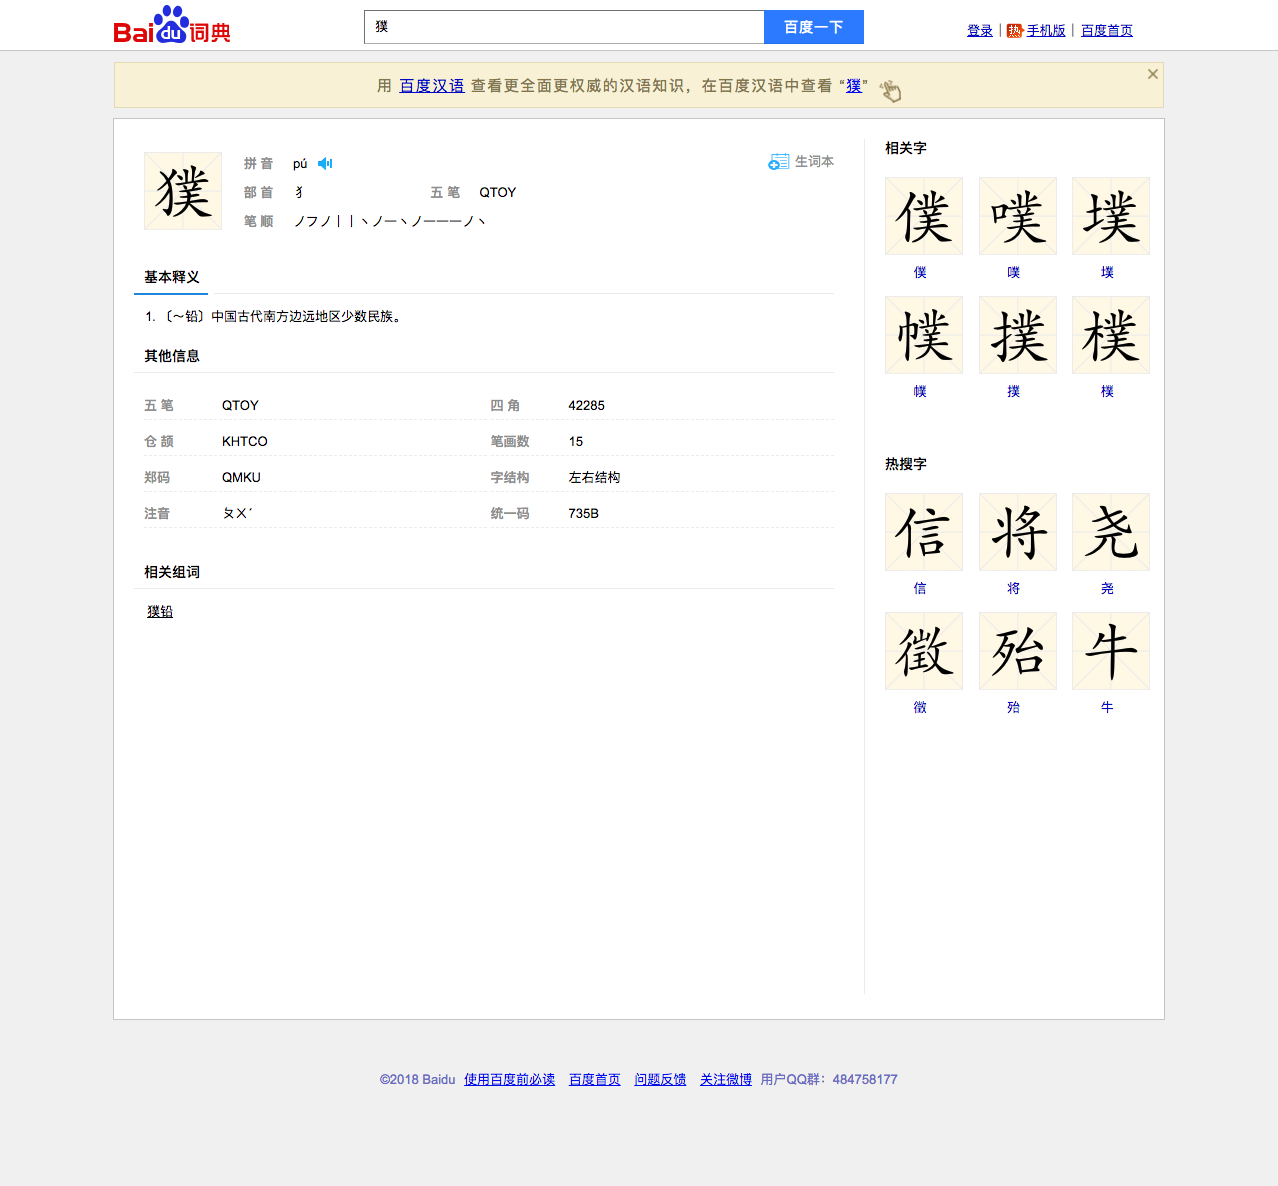 Bai du 词典
獛
百度一下
登录 | 热 手机版 | 百度首页
用 百度汉语 查看更全面更权威的汉语知识，在百度汉语中查看 “獛”
獛
拼 音 pú
生词本
部 首 犭 五 笔 QTOY
笔 顺 ノフノ丨丨丶ノ一丶ノ一一一ノ丶
基本释义
1. 〔～铅〕中国古代南方边远地区少数民族。
其他信息
五 笔 QTOY 四 角 42285
仓 颉 KHTCO 笔画数 15
郑码 QMKU 字结构 左右结构
注音 ㄆㄨˊ 统一码 735B
相关组词
獛铅
相关字
僕 噗 墣
僕 噗 墣
幞 撲 樸
幞 撲 樸
热搜字
信 将 尧
信 将 尧
徵 殆 牛
徵 殆 牛
©2018 Baidu 使用百度前必读 百度首页 问题反馈 关注微博 用户QQ群：484758177